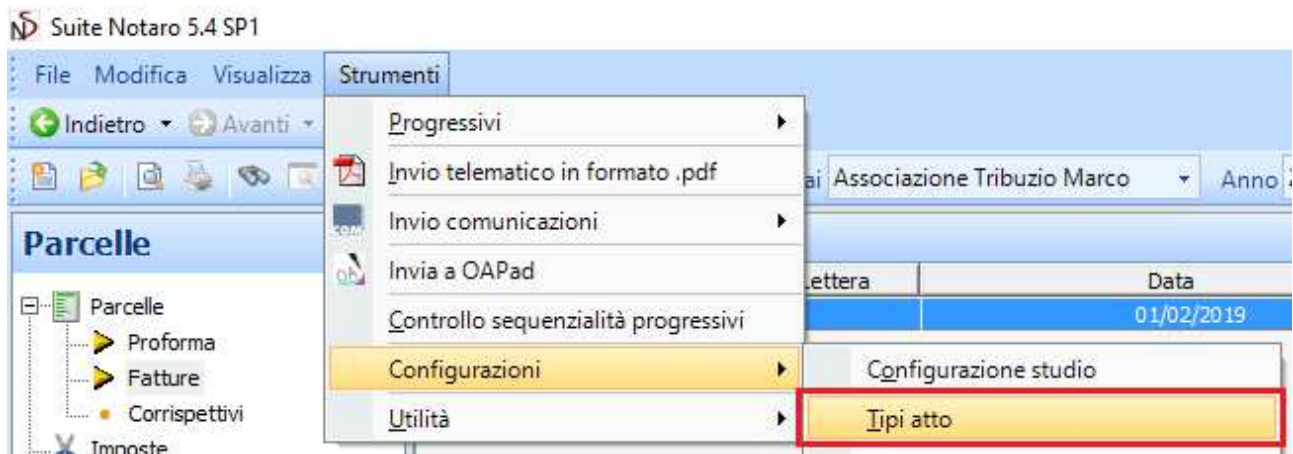 Suite Notaro 5.4 SP1
File Modifica Visualizza Strumenti
Indietro Avanti
Progressivi
Invio telematico in formato .pdf
ai Associazione Tribuzio Marco Anno
Invio comunicazioni
Parcelle
Invia a OAPad
Lettera Data
01/02/2019
Parcelle
Controllo sequenzialità progressivi
Proforma
Configurazioni
Configurazione studio
Fatture
Corrispettivi
Utilità
Tipi atto
Imposte